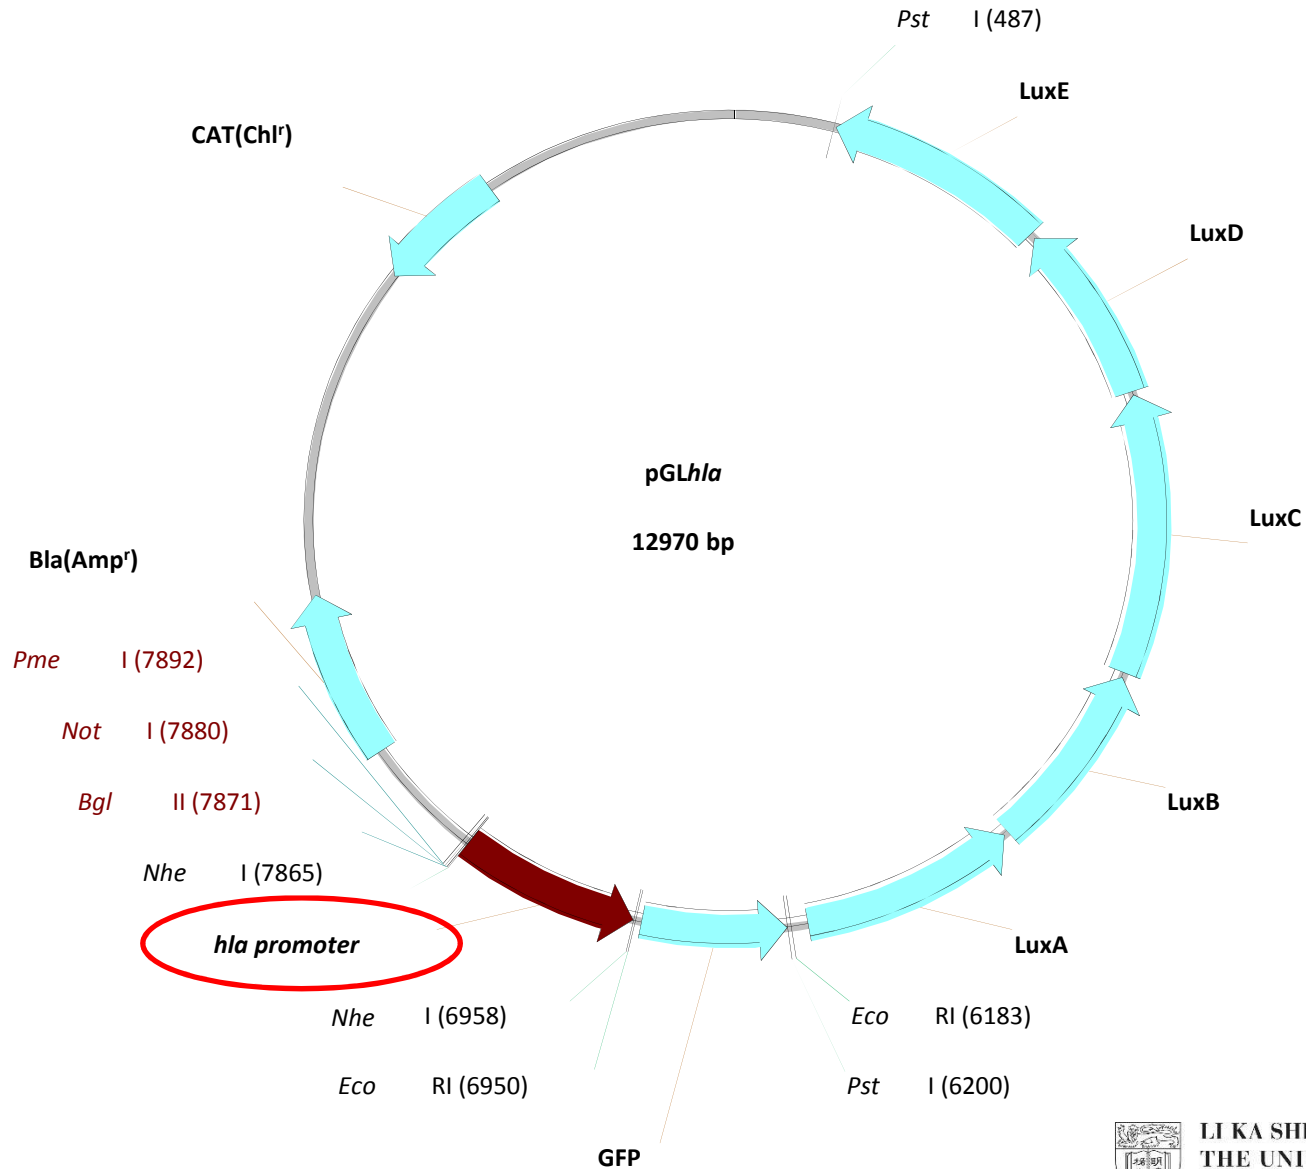 Pst I (487)
LuxE
CAT(Chlʳ)
LuxD
pGLhla
LuxC
12970 bp
Bla(Ampʳ)
Pme I (7892)
Not I (7880)
Bgl II (7871)
LuxB
Nhe I (7865)
hla promoter
LuxA
Nhe I (6958)
Eco RI (6183)
Eco RI (6950)
Pst I (6200)
GFP
LI KA SHI
THE UNI